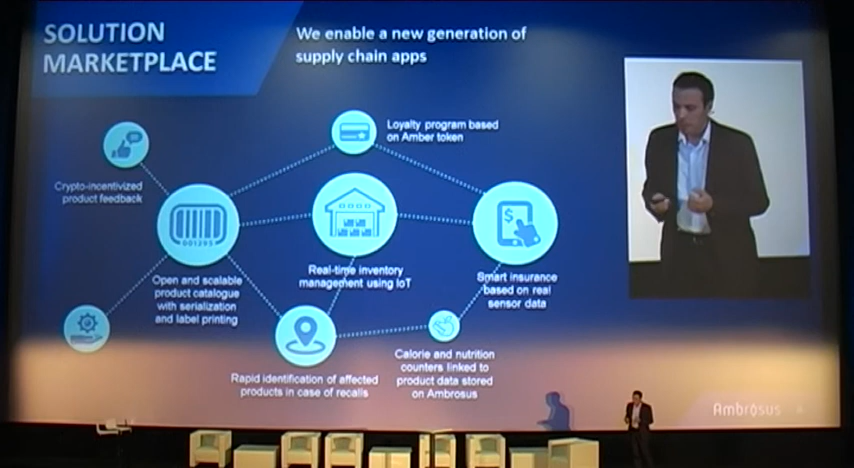 SOLUTION
MARKETPLACE
We enable a new generation of
supply chain apps
Loyalty program based
on Amber token
Crypto-incentivized
product feedback
001295
$
Real-time inventory
management using IoT
Smart insurance
based on real
sensor data
Open and scalable
product catalogue
with serialization
and label printing
Rapid identification of affected
products in case of recalls
Calorie and nutrition
counters linked to
product data stored
on Ambrosus
Ambrosus